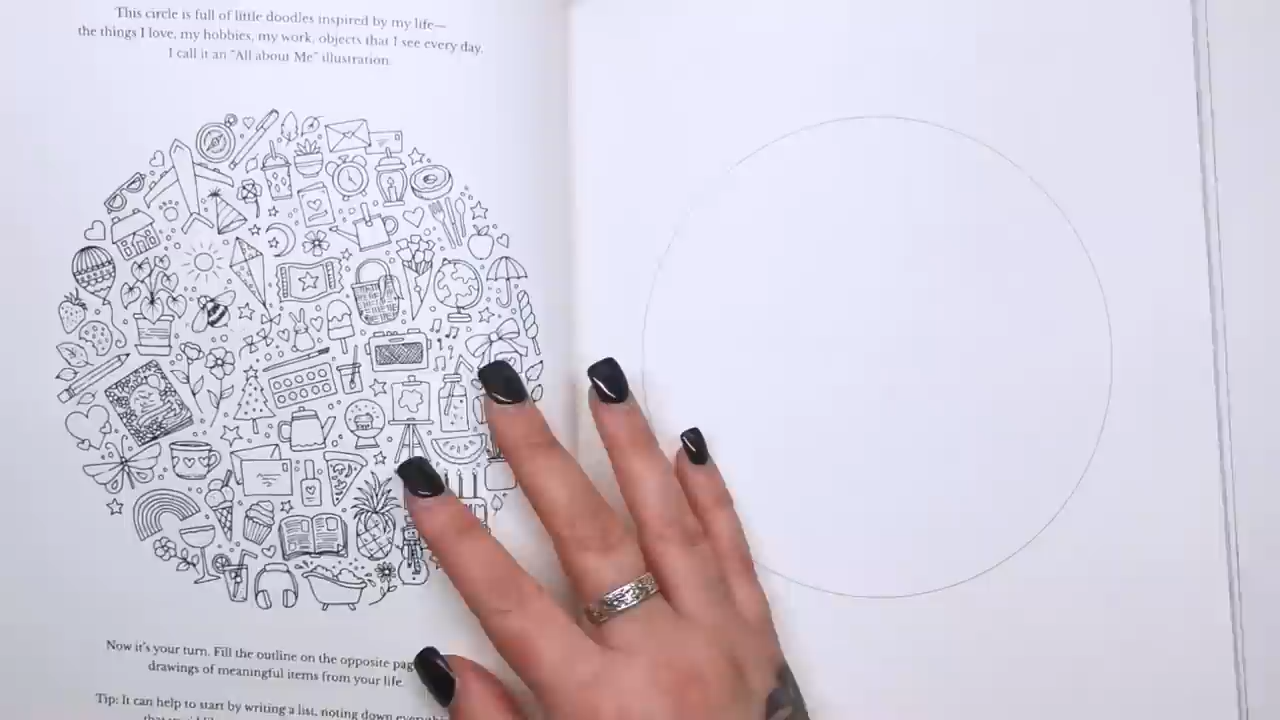 This circle is full of little doodles inspired by my life—
the things I love, my hobbies, my work, objects that I see every day.
I call it an "All about Me" illustration.
Now it's your turn. Fill the outline on the opposite
drawings of meaningful items from your life.
Tip: It can help to start by writing a list, noting down